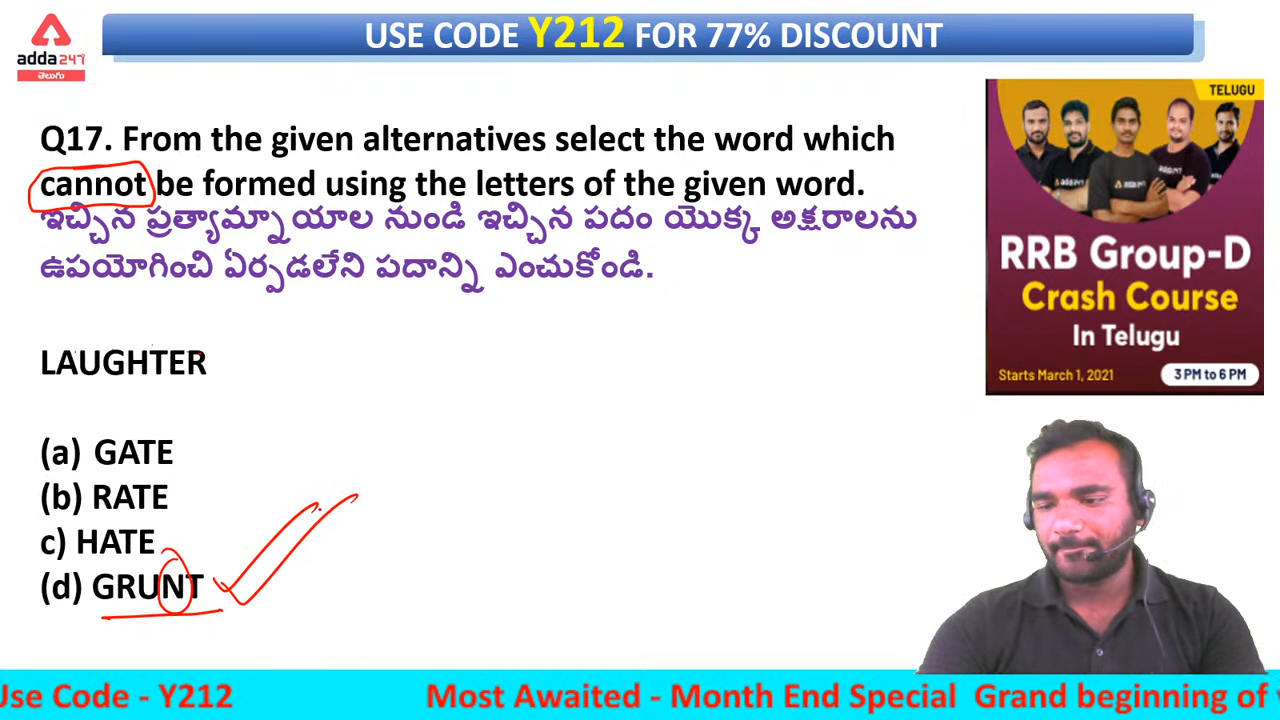 USE CODE Y212 FOR 77% DISCOUNT
adda247
తెలుగు
TELUGU
Q17. From the given alternatives select the word which
cannot be formed using the letters of the given word.
ఇచ్చిన ప్రత్యామ్నాయాల నుండి ఇచ్చిన పదం యొక్క అక్షరాలను
ఉపయోగించి ఏర్పడలేని పదాన్ని ఎంచుకోండి.
RRB Group-D
Crash Course
In Telugu
Starts March 1, 2021
3 PM to 6 PM
LAUGHTER
(a) GATE
(b) RATE
c) HATE
(d) GRUNT
Use Code - Y212 Most Awaited - Month End Special Grand beginning of